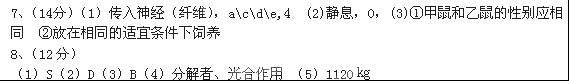 7、（14分）（1）传入神经（纤维），a\c\d\e,4 （2)静息，0，(3)①甲鼠和乙鼠的性别应相
同 ②放在相同的适宜条件下饲养
8、（12分）
（1）S（2）D（3）B（4）分解者、光合作用 （5）1120㎏